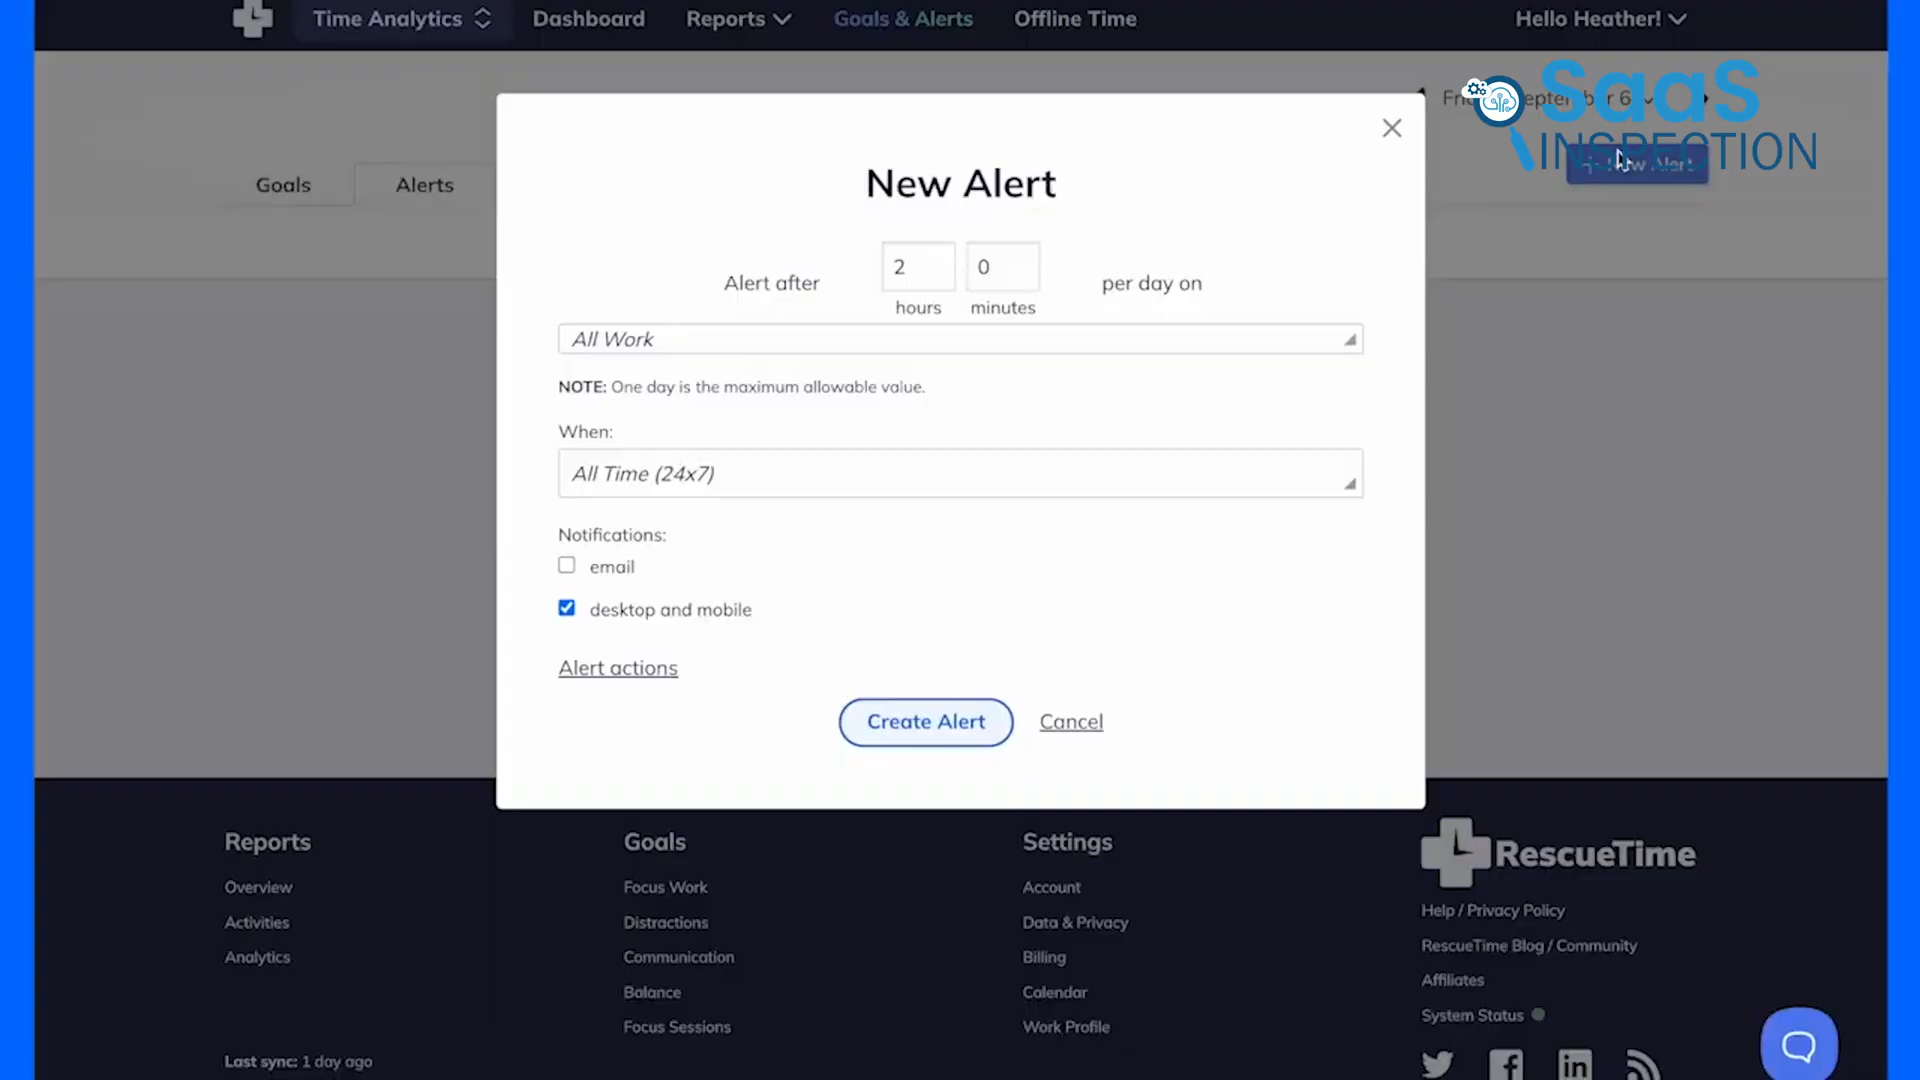 Time Analytics
Dashboard
Reports
Goals & Alerts
Offline Time
Hello Heather!
SaaS
INSPECTION
September 6
New Alert
Goals
Alerts
New Alert
Alert after
2
0
per day on
hours
minutes
All Work
NOTE: One day is the maximum allowable value.
When:
All Time (24x7)
Notifications:
email
desktop and mobile
Alert actions
Create Alert
Cancel
Reports
Overview
Activities
Analytics
Last sync: 1 day ago
Goals
Focus Work
Distractions
Communication
Balance
Focus Sessions
Settings
Account
Data & Privacy
Billing
Calendar
Work Profile
RescueTime
Help / Privacy Policy
RescueTime Blog / Community
Affiliates
System Status